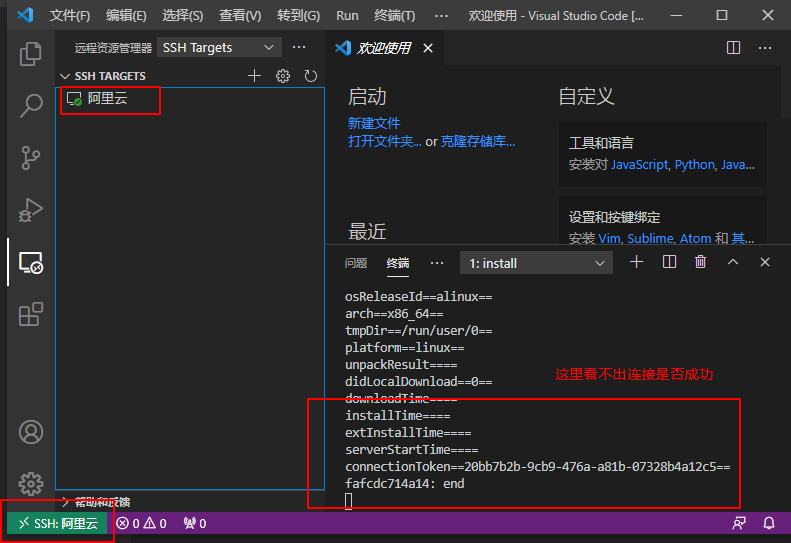 文件(F) 编辑(E) 选择(S) 查看(V) 转到(G) Run 终端(T) ··· 欢迎使用 - Visual Studio Code [...
远程资源管理器 SSH Targets ···
SSH TARGETS
阿里云
欢迎使用
启动
新建文件
打开文件夹... or 克隆存储库...
最近
自定义
工具和语言
安装对 JavaScript, Python, Java...
设置和按键绑定
安装 Vim, Sublime, Atom 和 其...
问题 终端 ··· 1: install
osReleaseId==alinux==
arch==x86_64==
tmpDir==/run/user/0==
platform==linux==
unpackResult====
didLocalDownload==0==
downloadTime====
installTime====
extInstallTime====
serverStartTime====
connectionToken==20bb7b2b-9cb9-476a-a81b-07328b4a12c5==
fafcdc714a14: end
这里看不出连接是否成功
帮助和反馈
SSH: 阿里云 0 0 0